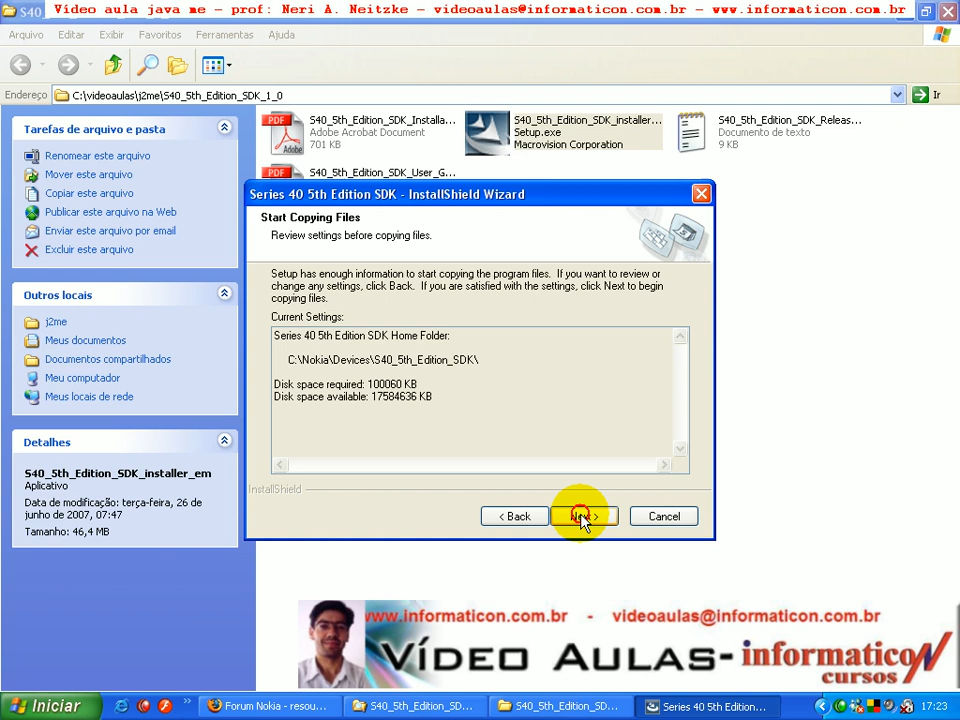 Vídeo aula java me - prof: Neri A. Neitzke - videoaulas@informaticon.com.br - www.informaticon.com.br
S40_
Arquivo Editar Exibir Favoritos Ferramentas Ajuda
Endereço C:\videoaulas\j2me\S40_5th_Edition_SDK_1_0 Ir
Tarefas de arquivo e pasta
Renomear este arquivo
Mover este arquivo
Copiar este arquivo
Publicar este arquivo na Web
Enviar este arquivo por email
Excluir este arquivo
Outros locais
j2me
Meus documentos
Documentos compartilhados
Meu computador
Meus locais de rede
Detalhes
S40_5th_Edition_SDK_installer_em
Aplicativo
Data de modificação: terça-feira, 26 de
junho de 2007, 07:47
Tamanho: 46,4 MB
PDF
Adobe
S40_5th_Edition_SDK_Installa...
Adobe Acrobat Document
701 KB
S40_5th_Edition_SDK_installer...
Setup.exe
Macrovision Corporation
S40_5th_Edition_SDK_Releas...
Documento de texto
9 KB
PDF
S40_5th_Edition_SDK_User_G...
Series 40 5th Edition SDK - InstallShield Wizard
Start Copying Files
Review settings before copying files.
Setup has enough information to start copying the program files. If you want to review or
change any settings, click Back. If you are satisfied with the settings, click Next to begin
copying files.
Current Settings:
Series 40 5th Edition SDK Home Folder:
C:\Nokia\Devices\S40_5th_Edition_SDK\
Disk space required: 100060 KB
Disk space available: 17584636 KB
InstallShield
< Back Next > Cancel
www.informaticon.com.br - videoaulas@informaticon.com.br
VÍDEO AULAS-informaticoN
cursos
Iniciar
»
Forum Nokia - resou...
S40_5th_Edition_SD...
S40_5th_Edition_SD...
Series 40 5th Edition...
17:23